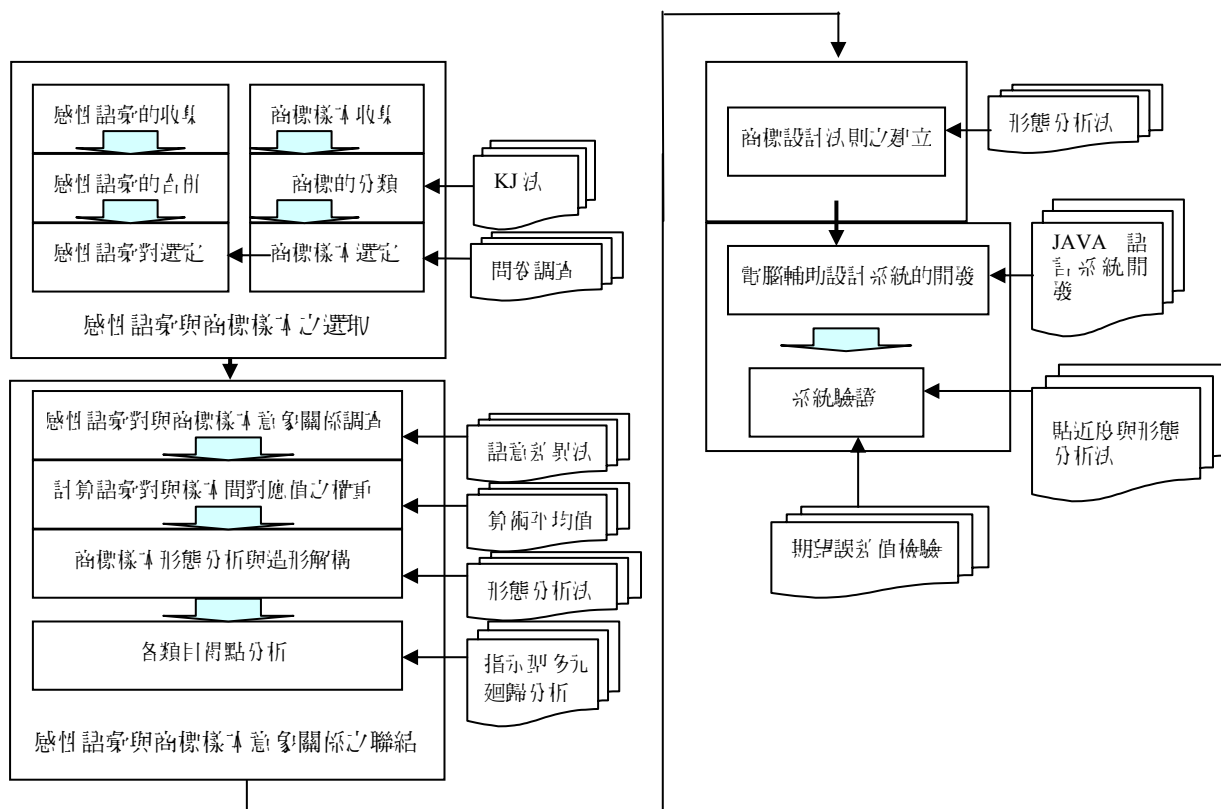 感性語彙的收集
商標樣本收集
感性語彙的合併
商標的分類
KJ 法
感性語彙對選定
商標樣本選定
問卷調查
感性語彙與商標樣本之選取
感性語彙對與商標樣本意象關係調查
語意差異法
計算語彙對與樣本間對應值之權重
算術平均值
商標樣本形態分析與造形解構
形態分析法
各類目得點分析
指示型多元
迴歸分析
感性語彙與商標樣本意象關係之聯結
商標設計法則之建立
形態分析法
電腦輔助設計系統的開發
JAVA 語
言系統開
發
系統驗證
貼近度與形態
分析法
期望誤差值檢驗